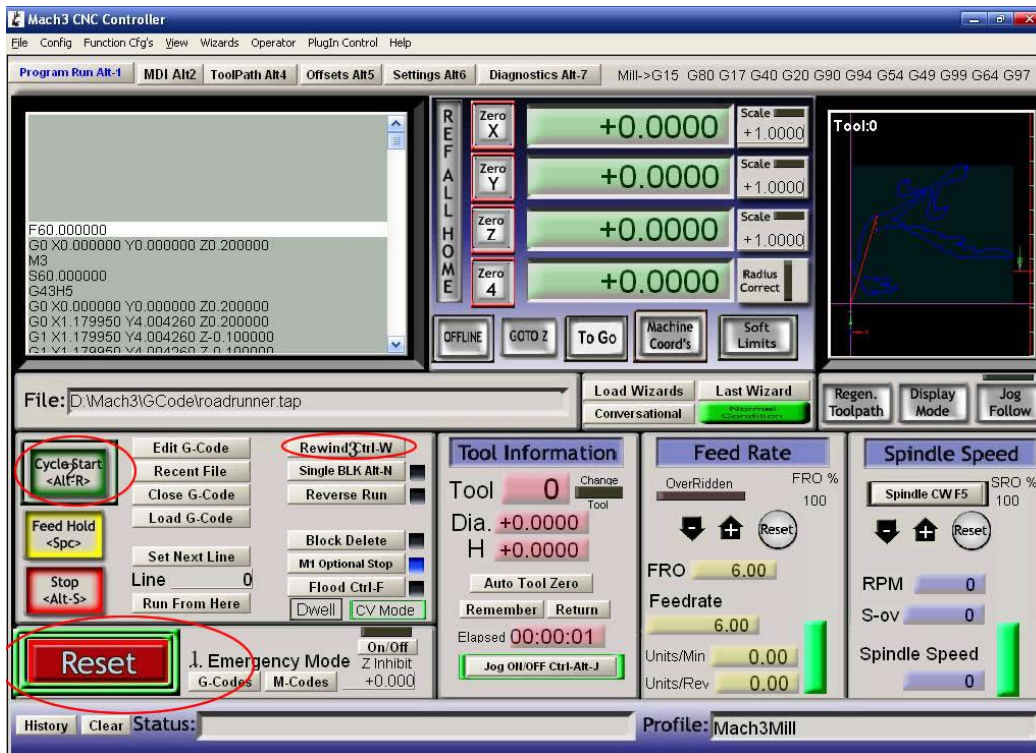 Mach3 CNC Controller
File Config Function Cfg's View Wizards Operator PlugIn Control Help
Program Run Alt-1 MDI Alt2 ToolPath Alt4 Offsets Alt5 Settings Alt6 Diagnostics Alt-7 Mill->G15 G80 G17 G40 G20 G90 G94 G54 G49 G99 G64 G97
F60.000000
G0 X0.000000 Y0.000000 Z0.200000
M3
S60.000000
G43H5
G0 X0.000000 Y0.000000 Z0.200000
G0 X1.179950 Y4.004260 Z0.200000
G1 X1.179950 Y4.004260 Z-0.100000
G1 X1.179950 Y4.004260 Z-0.100000
REF ALL HOME
Zero X +0.0000 Scale +1.0000
Zero Y +0.0000 Scale +1.0000
Zero Z +0.0000 Scale +1.0000
Zero 4 +0.0000 Radius Correct
OFFLINE GOTO Z To Go Machine Coord's Soft Limits
Tool:0
File: D:\Mach3\GCode\roadrunner.tap
Load Wizards Last Wizard
Conversational Normal Condition
Regen. Toolpath Display Mode Jog Follow
Cycle Start
<Alt-R>
Feed Hold
<Spc>
Stop
<Alt-S>
Edit G-Code
Recent File
Close G-Code
Load G-Code
Set Next Line
Line 0
Run From Here
Rewind Ctrl-W
3
Single BLK Alt-N
Reverse Run
Block Delete
M1 Optional Stop
Flood Ctrl-F
Dwell CV Mode
Reset
1. Emergency Mode
G-Codes M-Codes
On/Off
Z Inhibit
+0.000
Tool Information
Tool 0 Change Tool
Dia. +0.0000
H +0.0000
Auto Tool Zero
Remember Return
Elapsed 00:00:01
Jog ON/OFF Ctrl-Alt-J
Feed Rate
OverRidden FRO %
100
Reset
FRO 6.00
Feedrate
6.00
Units/Min 0.00
Units/Rev 0.00
Spindle Speed
Spindle CW F5 SRO %
100
Reset
RPM 0
S-ov 0
Spindle Speed
0
History Clear Status: Profile: Mach3Mill